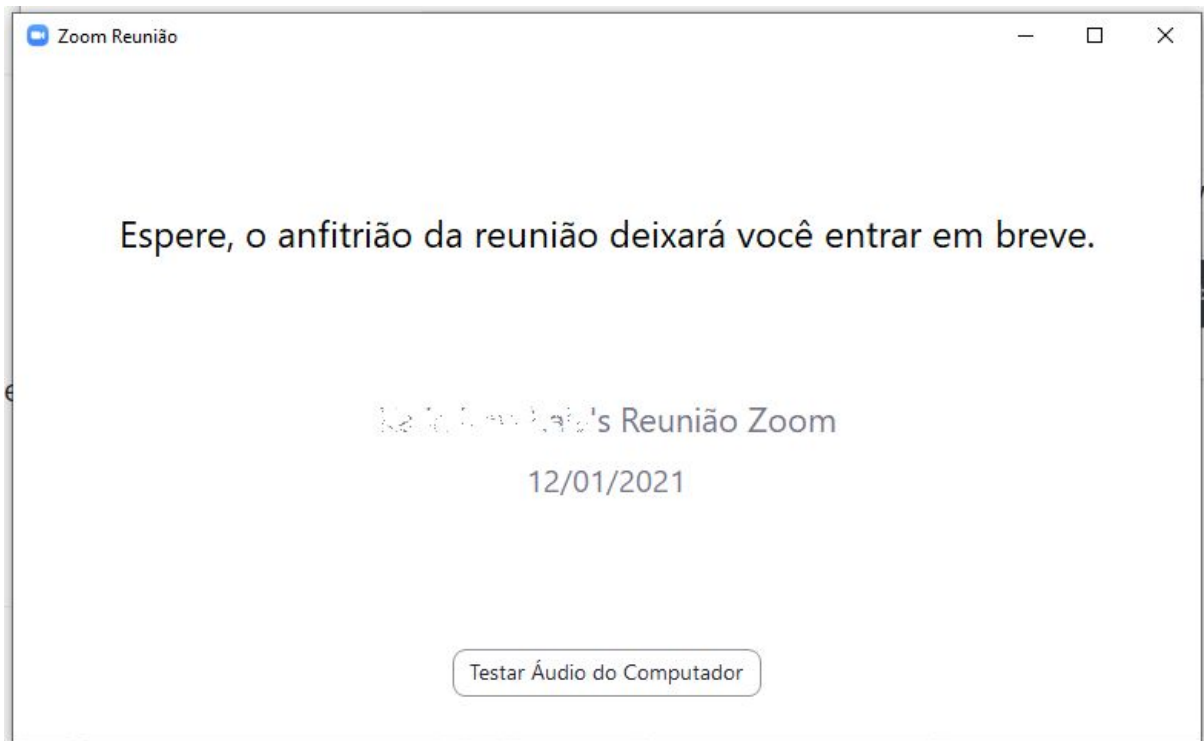 Zoom Reunião
Espere, o anfitrião da reunião deixará você entrar em breve.
's Reunião Zoom
12/01/2021
Testar Áudio do Computador